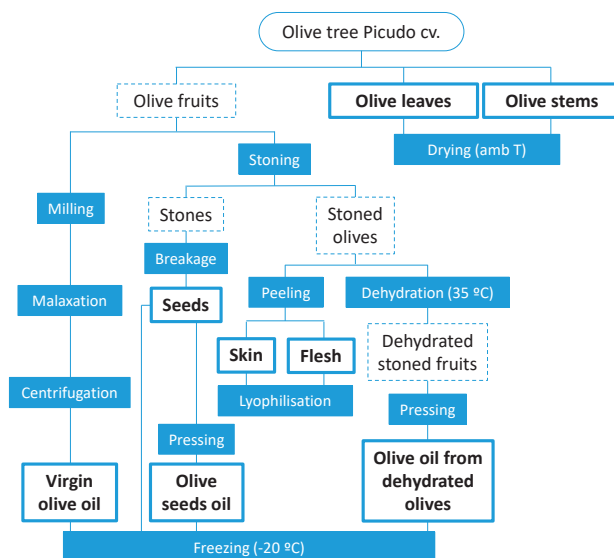 Olive tree Picudo cv.
Olive fruits
Olive leaves
Olive stems
Drying (amb T)
Stoning
Milling
Stones
Stoned
olives
Breakage
Malaxation
Seeds
Peeling
Dehydration (35 ºC)
Skin
Flesh
Dehydrated
stoned fruits
Centrifugation
Lyophilisation
Pressing
Pressing
Virgin
olive oil
Olive
seeds oil
Olive oil from
dehydrated
olives
Freezing (-20 ºC)